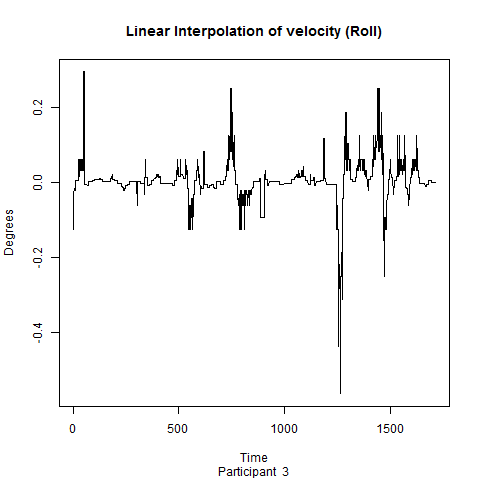 Linear Interpolation of velocity (Roll)
0.2
0.0
-0.2
-0.4
Degrees
0 500 1000 1500
Time
Participant 3